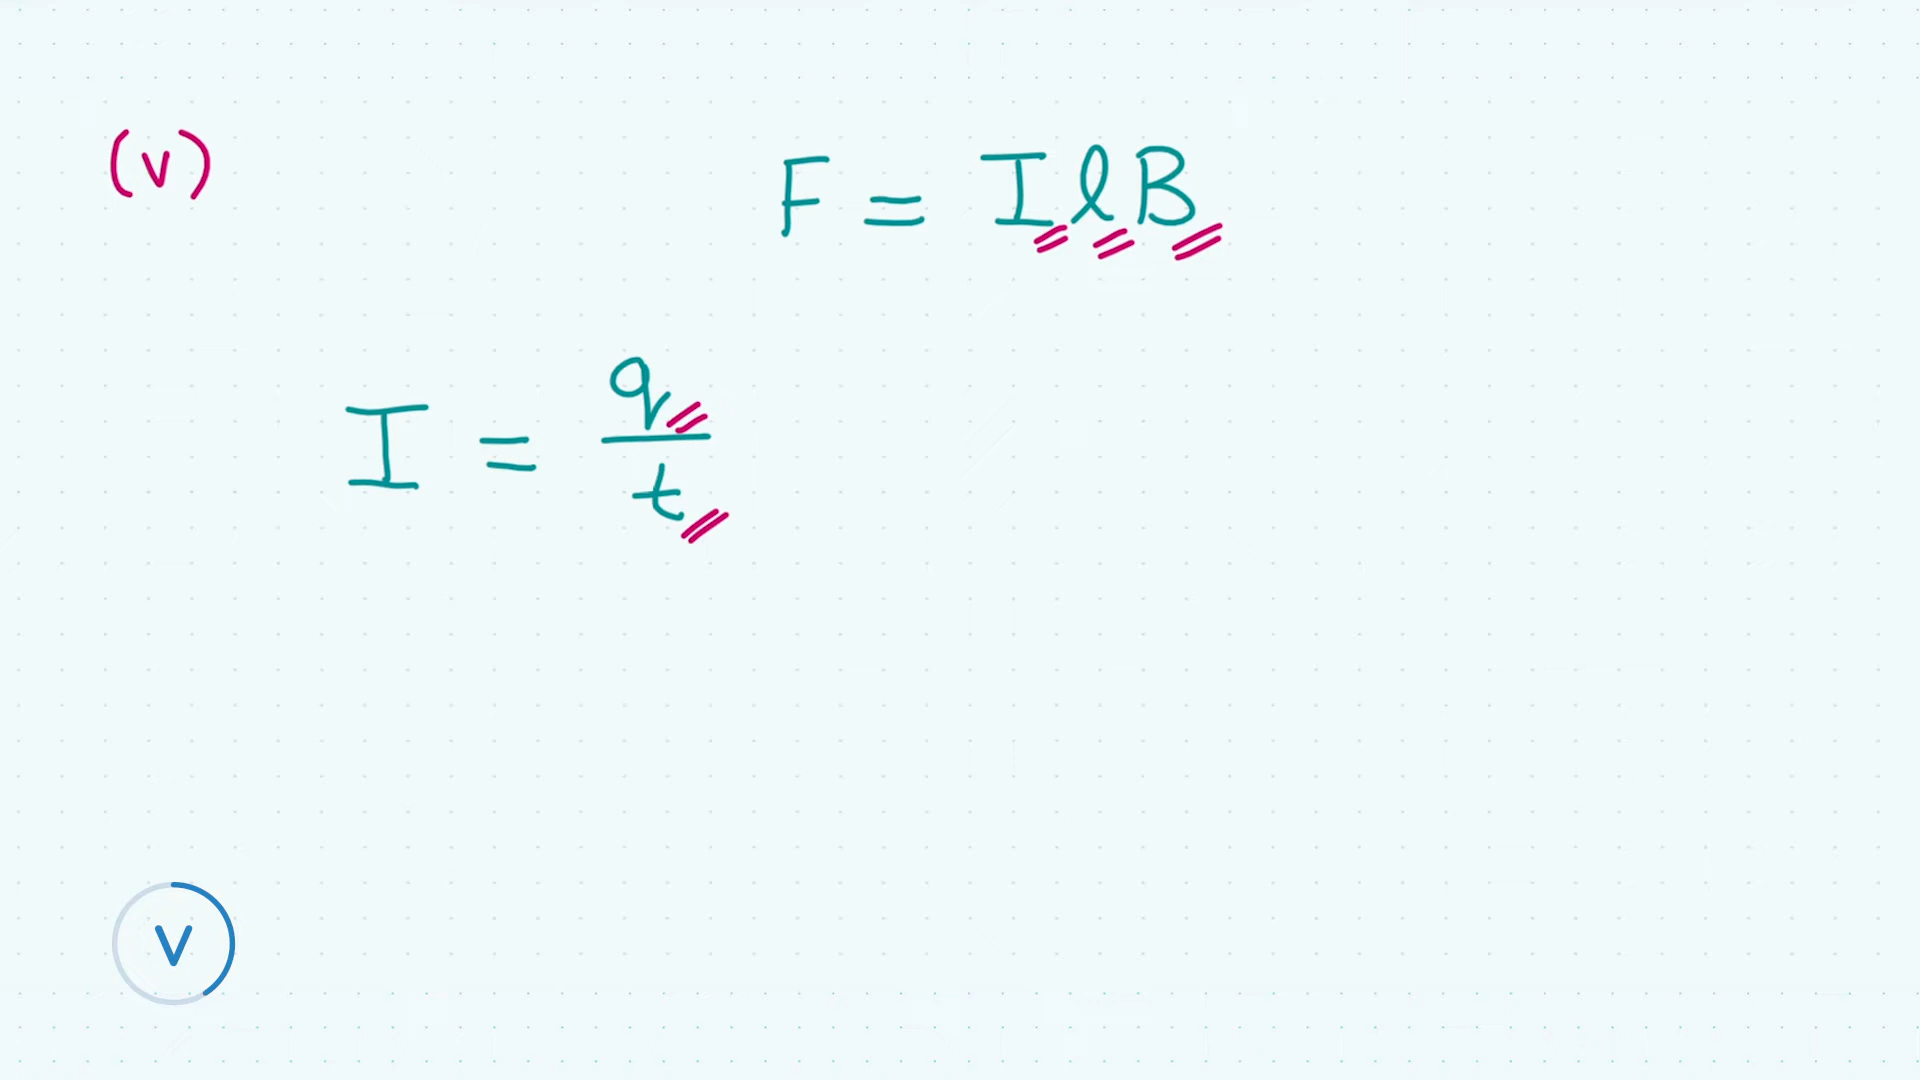 (v)
F = IℓB
I = q/t
V